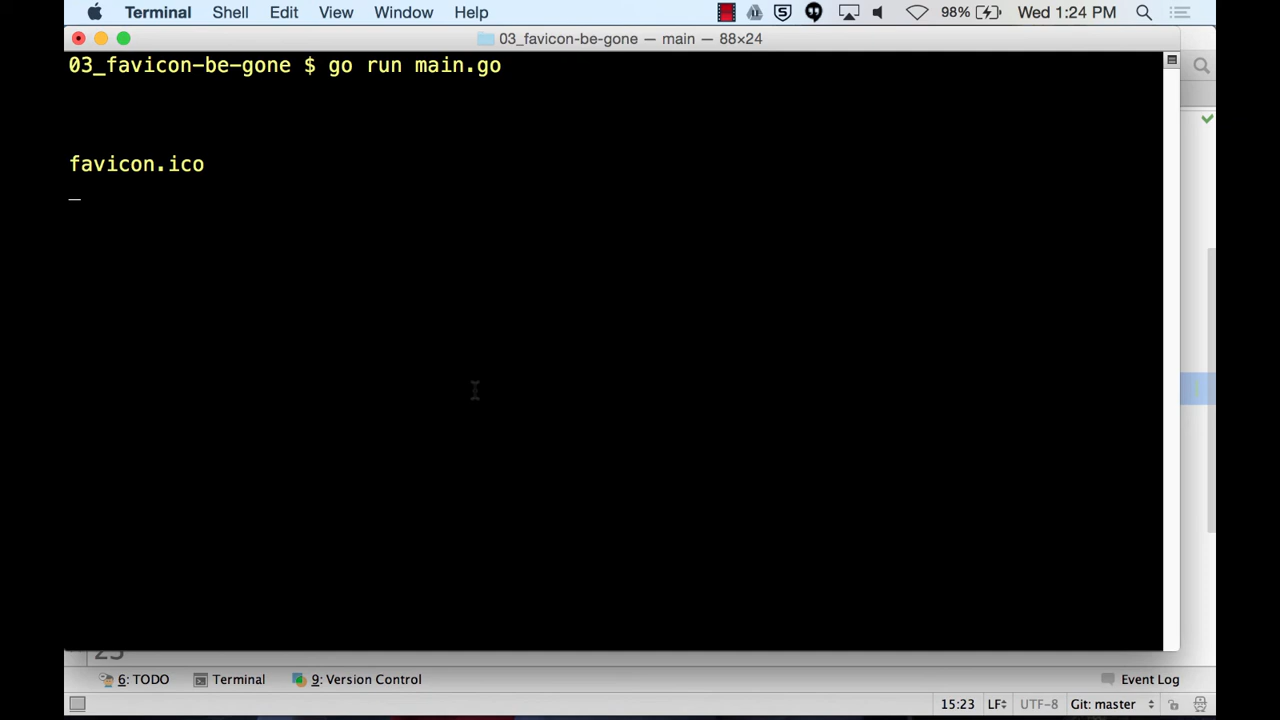 Terminal Shell Edit View Window Help 98% Wed 1:24 PM
03_favicon-be-gone — main — 88×24
03_favicon-be-gone $ go run main.go
favicon.ico
_
6: TODO Terminal 9: Version Control Event Log
15:23 LF UTF-8 Git: master